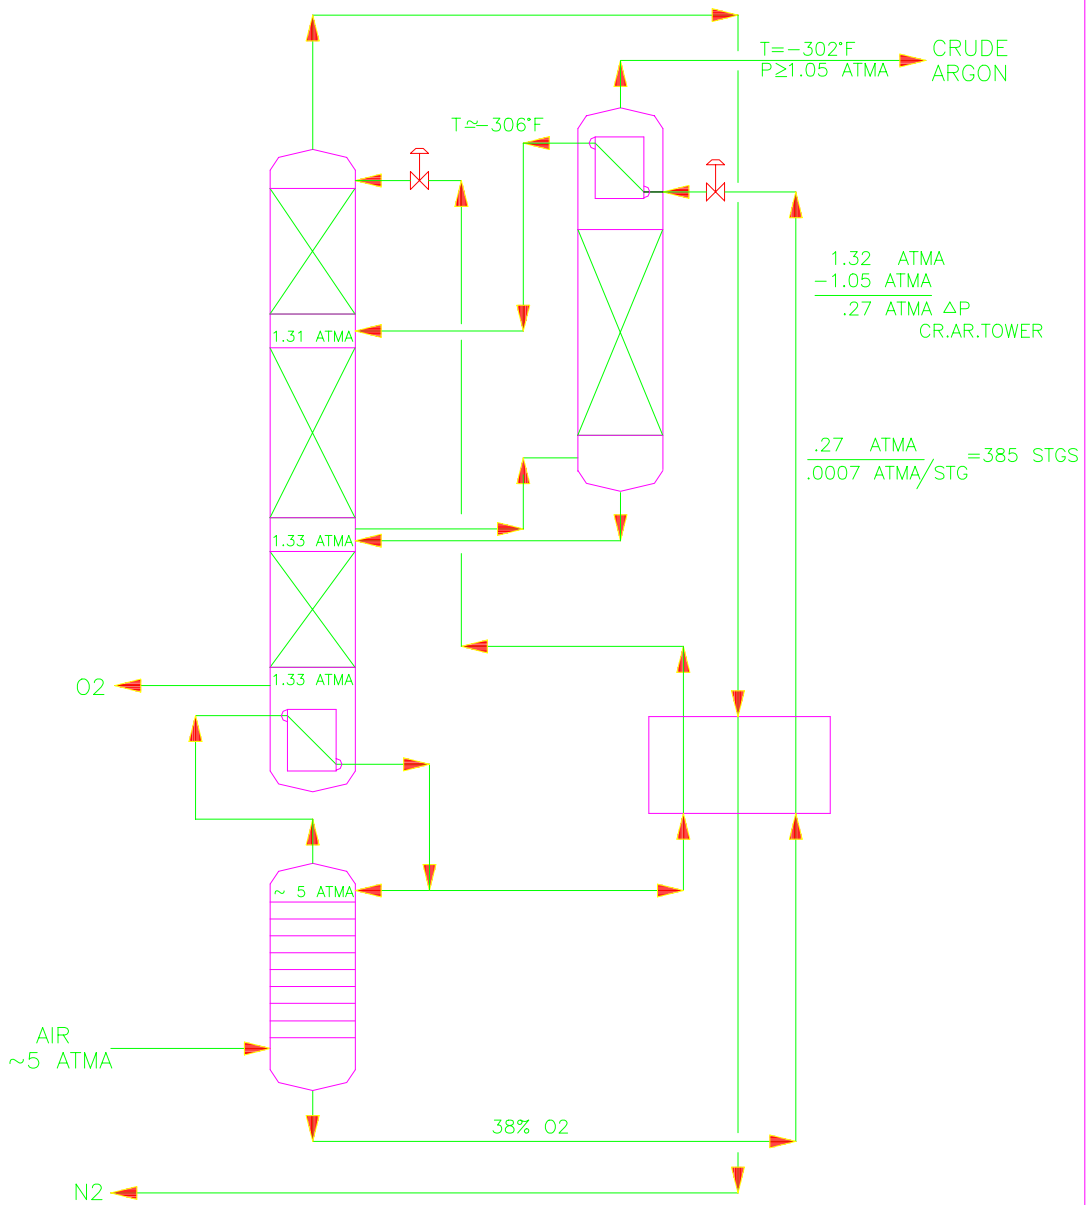 T=-302°F
P≥1.05 ATMA
CRUDE
ARGON
T≃-306°F
1.32 ATMA
-1.05 ATMA
.27 ATMA ΔP
CR.AR.TOWER
1.31 ATMA
.27 ATMA
.0007 ATMA/STG
=385 STGS
1.33 ATMA
1.33 ATMA
O2
~ 5 ATMA
AIR
~5 ATMA
38% O2
N2